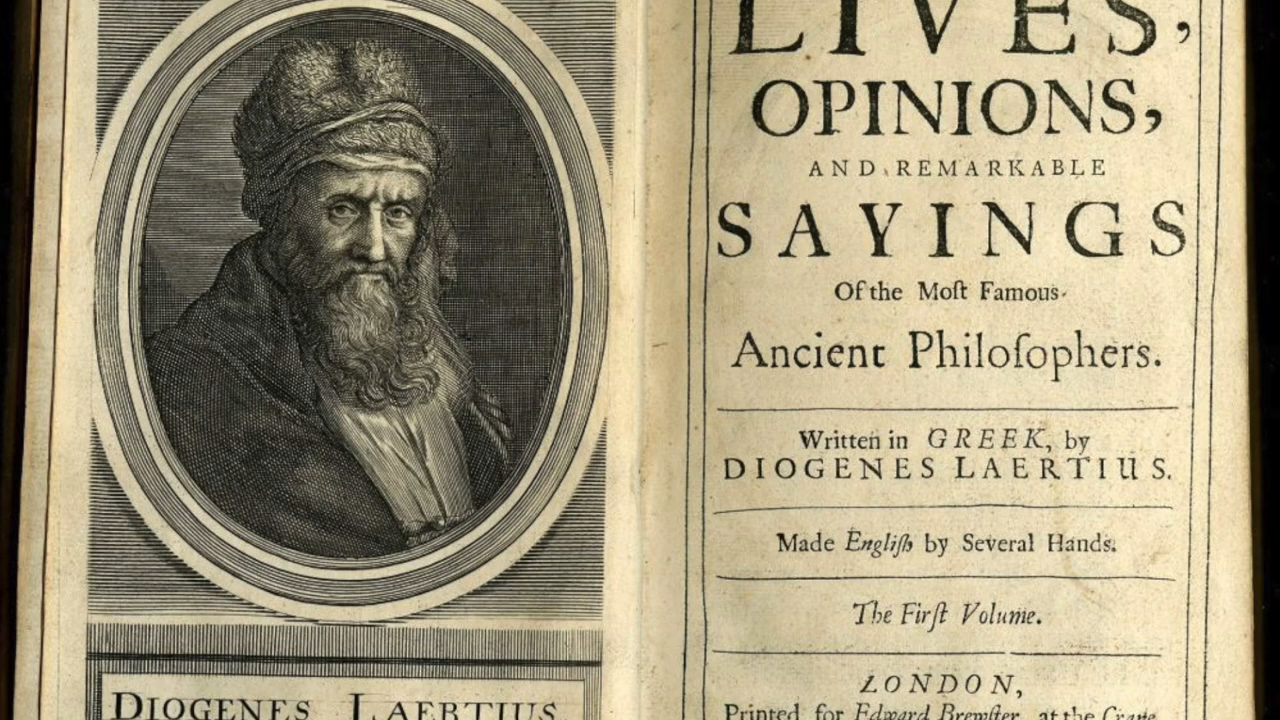 DIOGENES LAERTIUS
LIVES,
OPINIONS,
AND REMARKABLE
SAYINGS
Of the Moſt Famous
Ancient Philoſophers.
Written in GREEK, by
DIOGENES LAERTIUS.
Made Engliſh by Several Hands.
The Firſt Volume.
LONDON,
Printed for Edward Brewſter, at the Crane